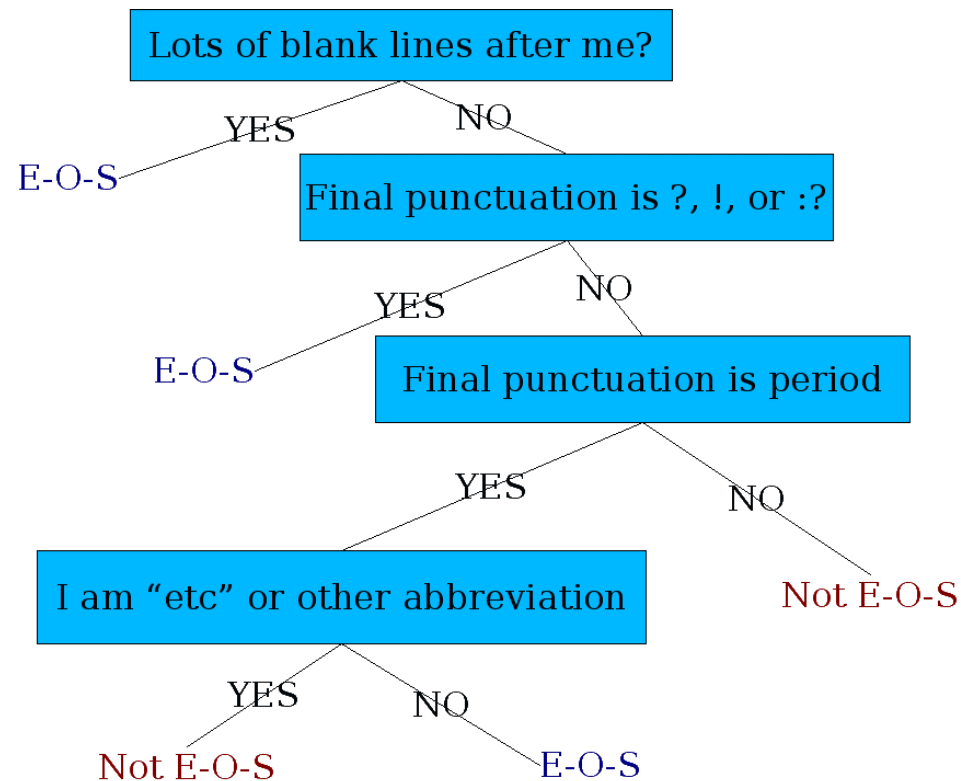 Lots of blank lines after me?
YES
NO
E-O-S
Final punctuation is ?, !, or :?
YES
NO
E-O-S
Final punctuation is period
YES
NO
I am “etc” or other abbreviation
Not E-O-S
YES
NO
Not E-O-S
E-O-S